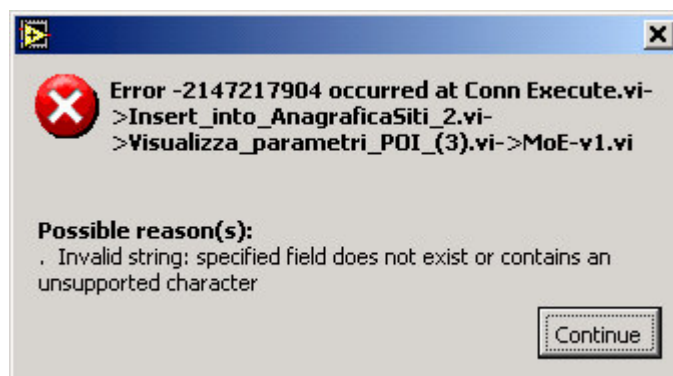 Error -2147217904 occurred at Conn Execute.vi-
>Insert_into_AnagraficaSiti_2.vi-
>Visualizza_parametri_POI_(3).vi->MoE-v1.vi
Possible reason(s):
. Invalid string: specified field does not exist or contains an
unsupported character
Continue